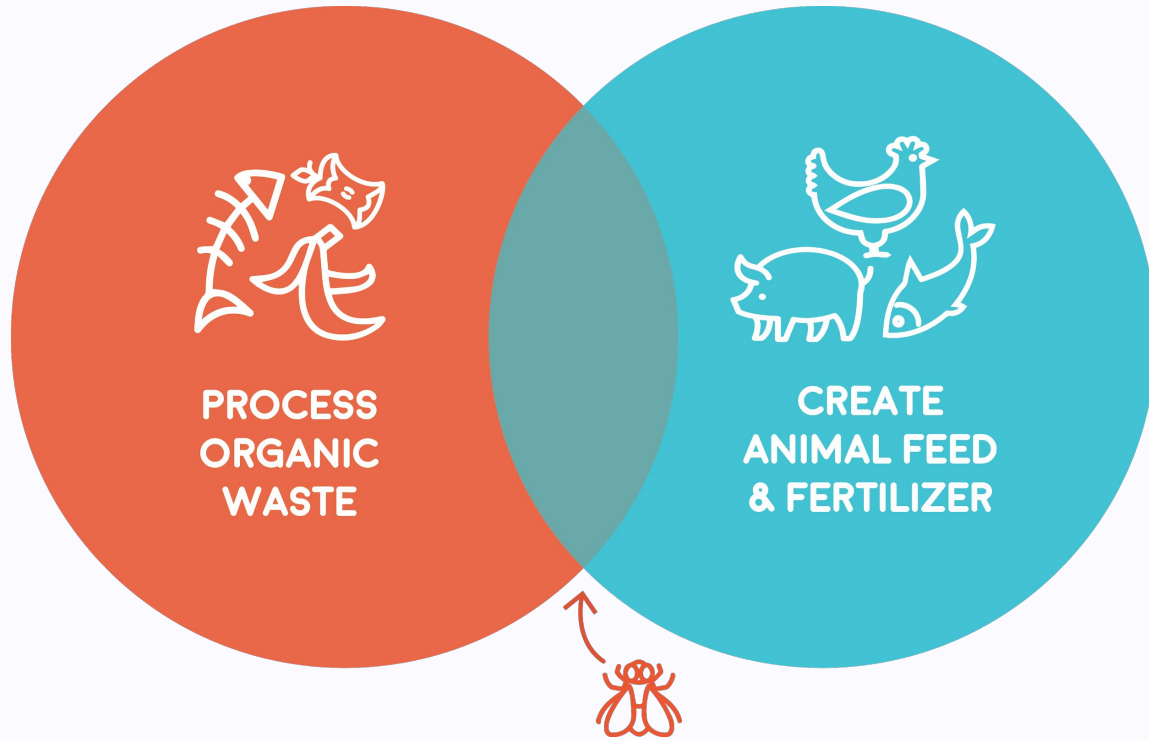 PROCESS
ORGANIC
WASTE
CREATE
ANIMAL FEED
& FERTILIZER